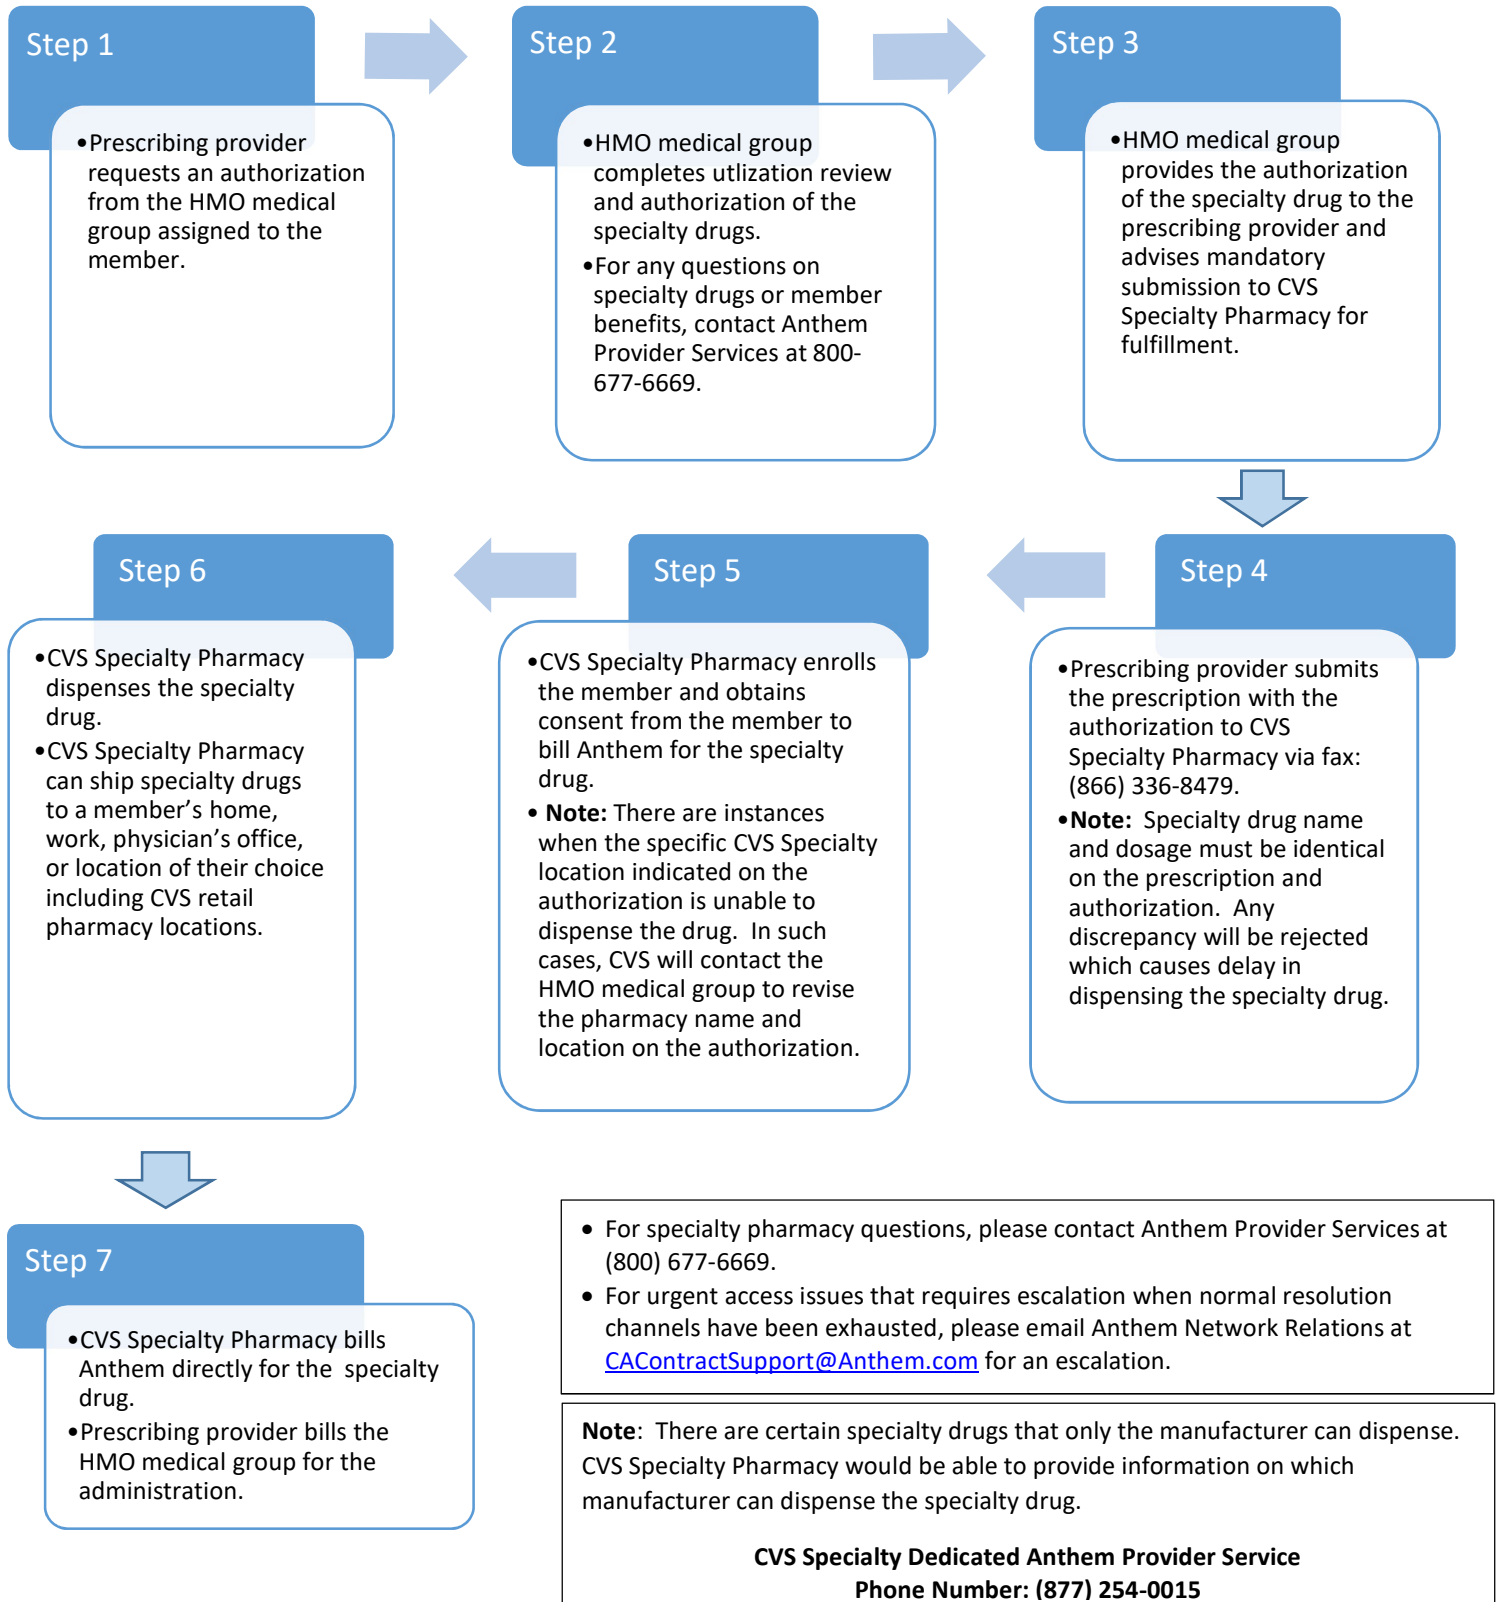 Step 1
•Prescribing provider
requests an authorization
from the HMO medical
group assigned to the
member.
Step 2
•HMO medical group
completes utlization review
and authorization of the
specialty drugs.
•For any questions on
specialty drugs or member
benefits, contact Anthem
Provider Services at 800-
677-6669.
Step 3
•HMO medical group
provides the authorization
of the specialty drug to the
prescribing provider and
advises mandatory
submission to CVS
Specialty Pharmacy for
fulfillment.
Step 4
•Prescribing provider submits
the prescription with the
authorization to CVS
Specialty Pharmacy via fax:
(866) 336-8479.
•Note: Specialty drug name
and dosage must be identical
on the prescription and
authorization. Any
discrepancy will be rejected
which causes delay in
dispensing the specialty drug.
Step 5
•CVS Specialty Pharmacy enrolls
the member and obtains
consent from the member to
bill Anthem for the specialty
drug.
• Note: There are instances
when the specific CVS Specialty
location indicated on the
authorization is unable to
dispense the drug. In such
cases, CVS will contact the
HMO medical group to revise
the pharmacy name and
location on the authorization.
Step 6
•CVS Specialty Pharmacy
dispenses the specialty
drug.
•CVS Specialty Pharmacy
can ship specialty drugs
to a member’s home,
work, physician’s office,
or location of their choice
including CVS retail
pharmacy locations.
Step 7
•CVS Specialty Pharmacy bills
Anthem directly for the specialty
drug.
•Prescribing provider bills the
HMO medical group for the
administration.
• For specialty pharmacy questions, please contact Anthem Provider Services at
(800) 677-6669.
• For urgent access issues that requires escalation when normal resolution
channels have been exhausted, please email Anthem Network Relations at
CAContractSupport@Anthem.com for an escalation.
Note: There are certain specialty drugs that only the manufacturer can dispense.
CVS Specialty Pharmacy would be able to provide information on which
manufacturer can dispense the specialty drug.
CVS Specialty Dedicated Anthem Provider Service
Phone Number: (877) 254-0015